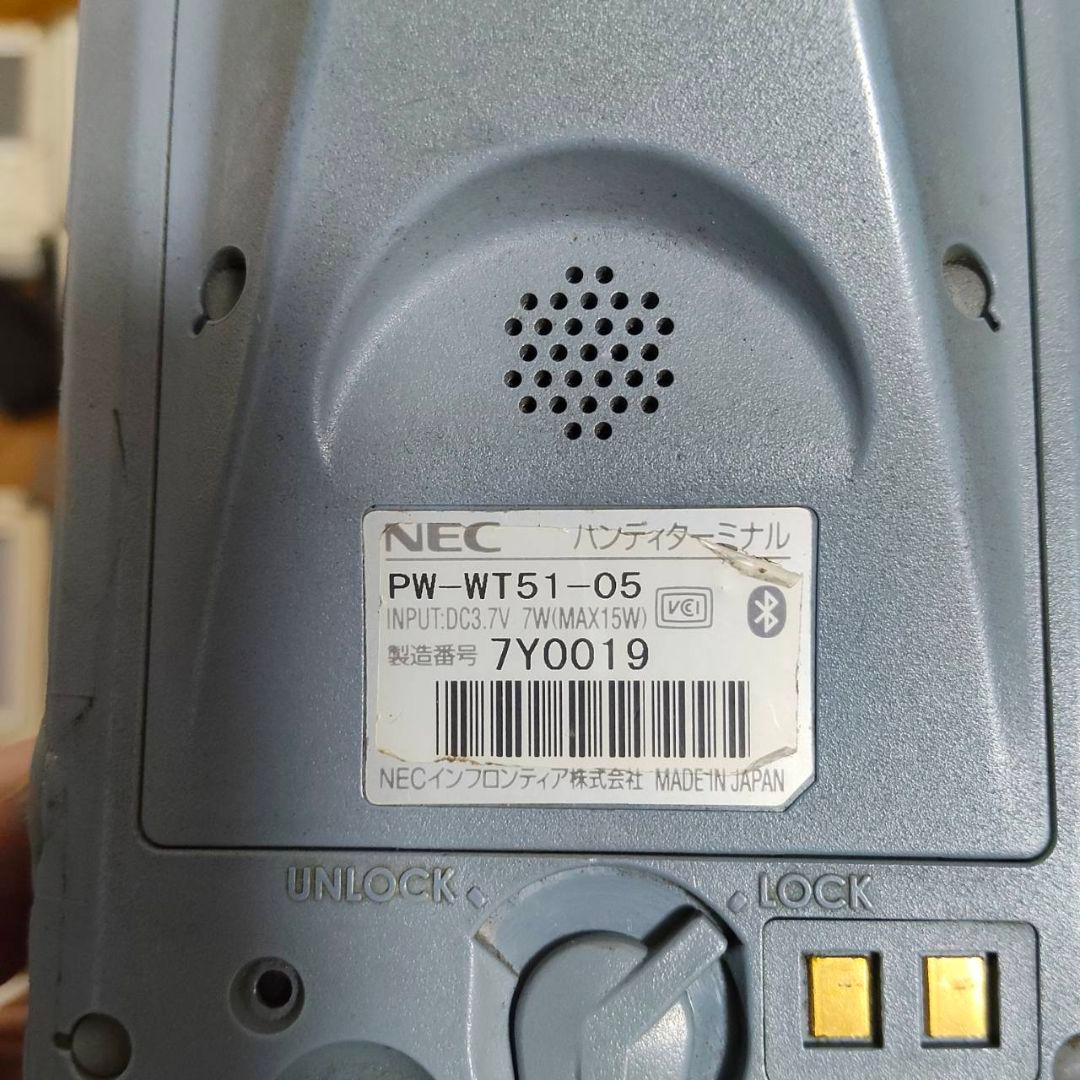 NEC ハンディターミナル
PW-WT51-05
INPUT:DC3.7V 7W(MAX15W) VCI
製造番号 7Y0019
NECインフロンティア株式会社 MADE IN JAPAN
UNLOCK LOCK